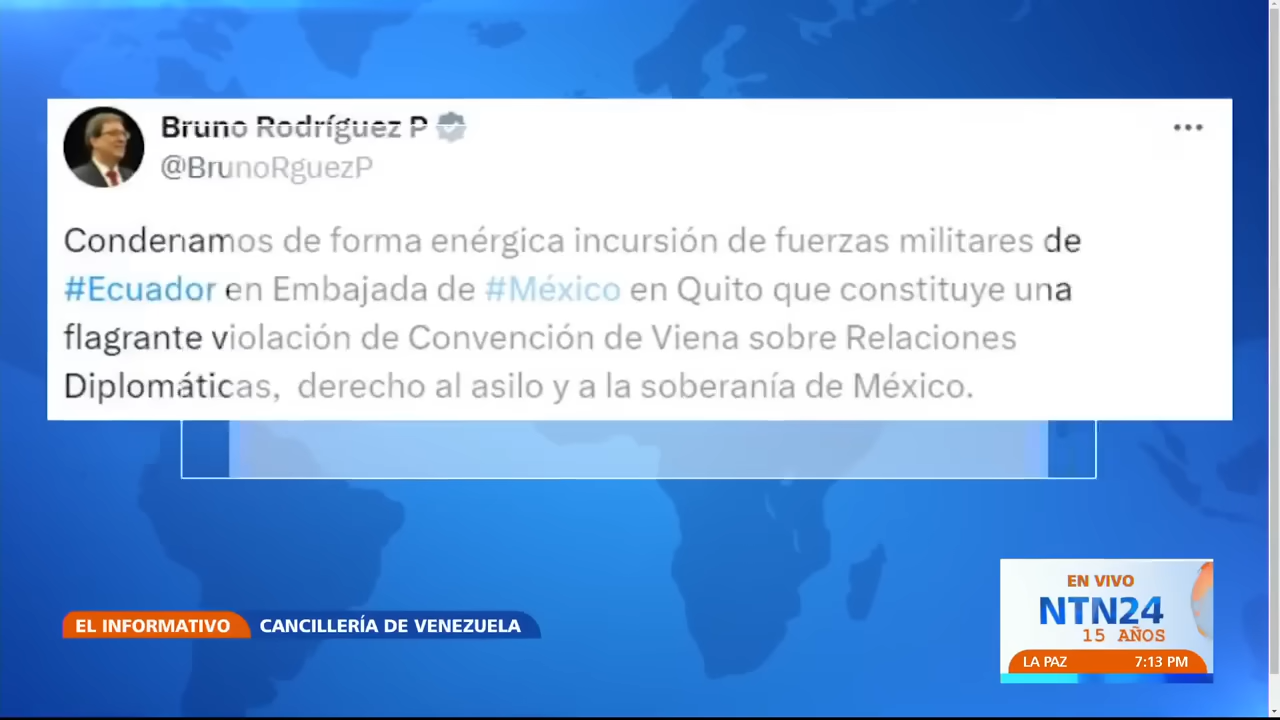 Bruno Rodríguez P
@BrunoRguezP
Condenamos de forma enérgica incursión de fuerzas militares de
#Ecuador en Embajada de #México en Quito que constituye una
flagrante violación de Convención de Viena sobre Relaciones
Diplomáticas, derecho al asilo y a la soberanía de México.
EL INFORMATIVO CANCILLERÍA DE VENEZUELA
EN VIVO
NTN24
15 AÑOS
LA PAZ 7:13 PM